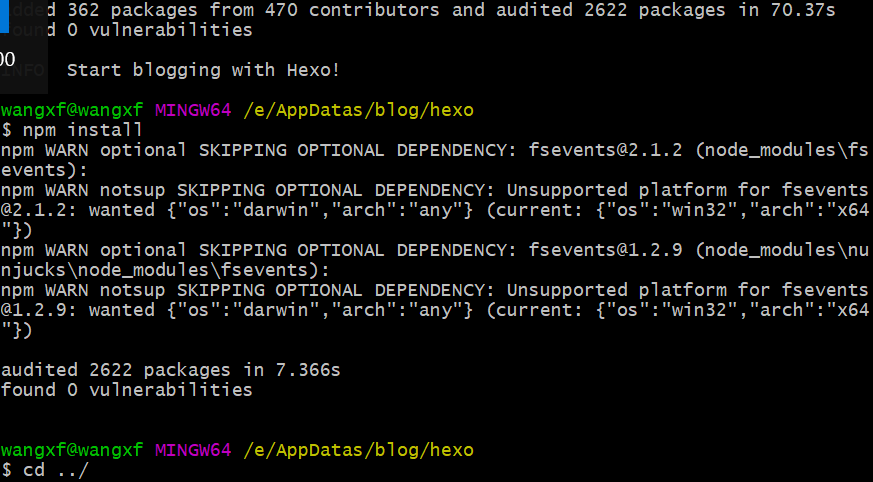 362 packages from 470 contributors and audited 2622 packages in 70.37s
0 vulnerabilities
00
INFO  Start blogging with Hexo!
wangxf@wangxf MINGW64 /e/AppDatas/blog/hexo
$ npm install
npm WARN optional SKIPPING OPTIONAL DEPENDENCY: fsevents@2.1.2 (node_modules\fs
events):
npm WARN notsup SKIPPING OPTIONAL DEPENDENCY: Unsupported platform for fsevents
@2.1.2: wanted {"os":"darwin","arch":"any"} (current: {"os":"win32","arch":"x64
"})
npm WARN optional SKIPPING OPTIONAL DEPENDENCY: fsevents@1.2.9 (node_modules\nu
njucks\node_modules\fsevents):
npm WARN notsup SKIPPING OPTIONAL DEPENDENCY: Unsupported platform for fsevents
@1.2.9: wanted {"os":"darwin","arch":"any"} (current: {"os":"win32","arch":"x64
"})
audited 2622 packages in 7.366s
found 0 vulnerabilities
wangxf@wangxf MINGW64 /e/AppDatas/blog/hexo
$ cd ../